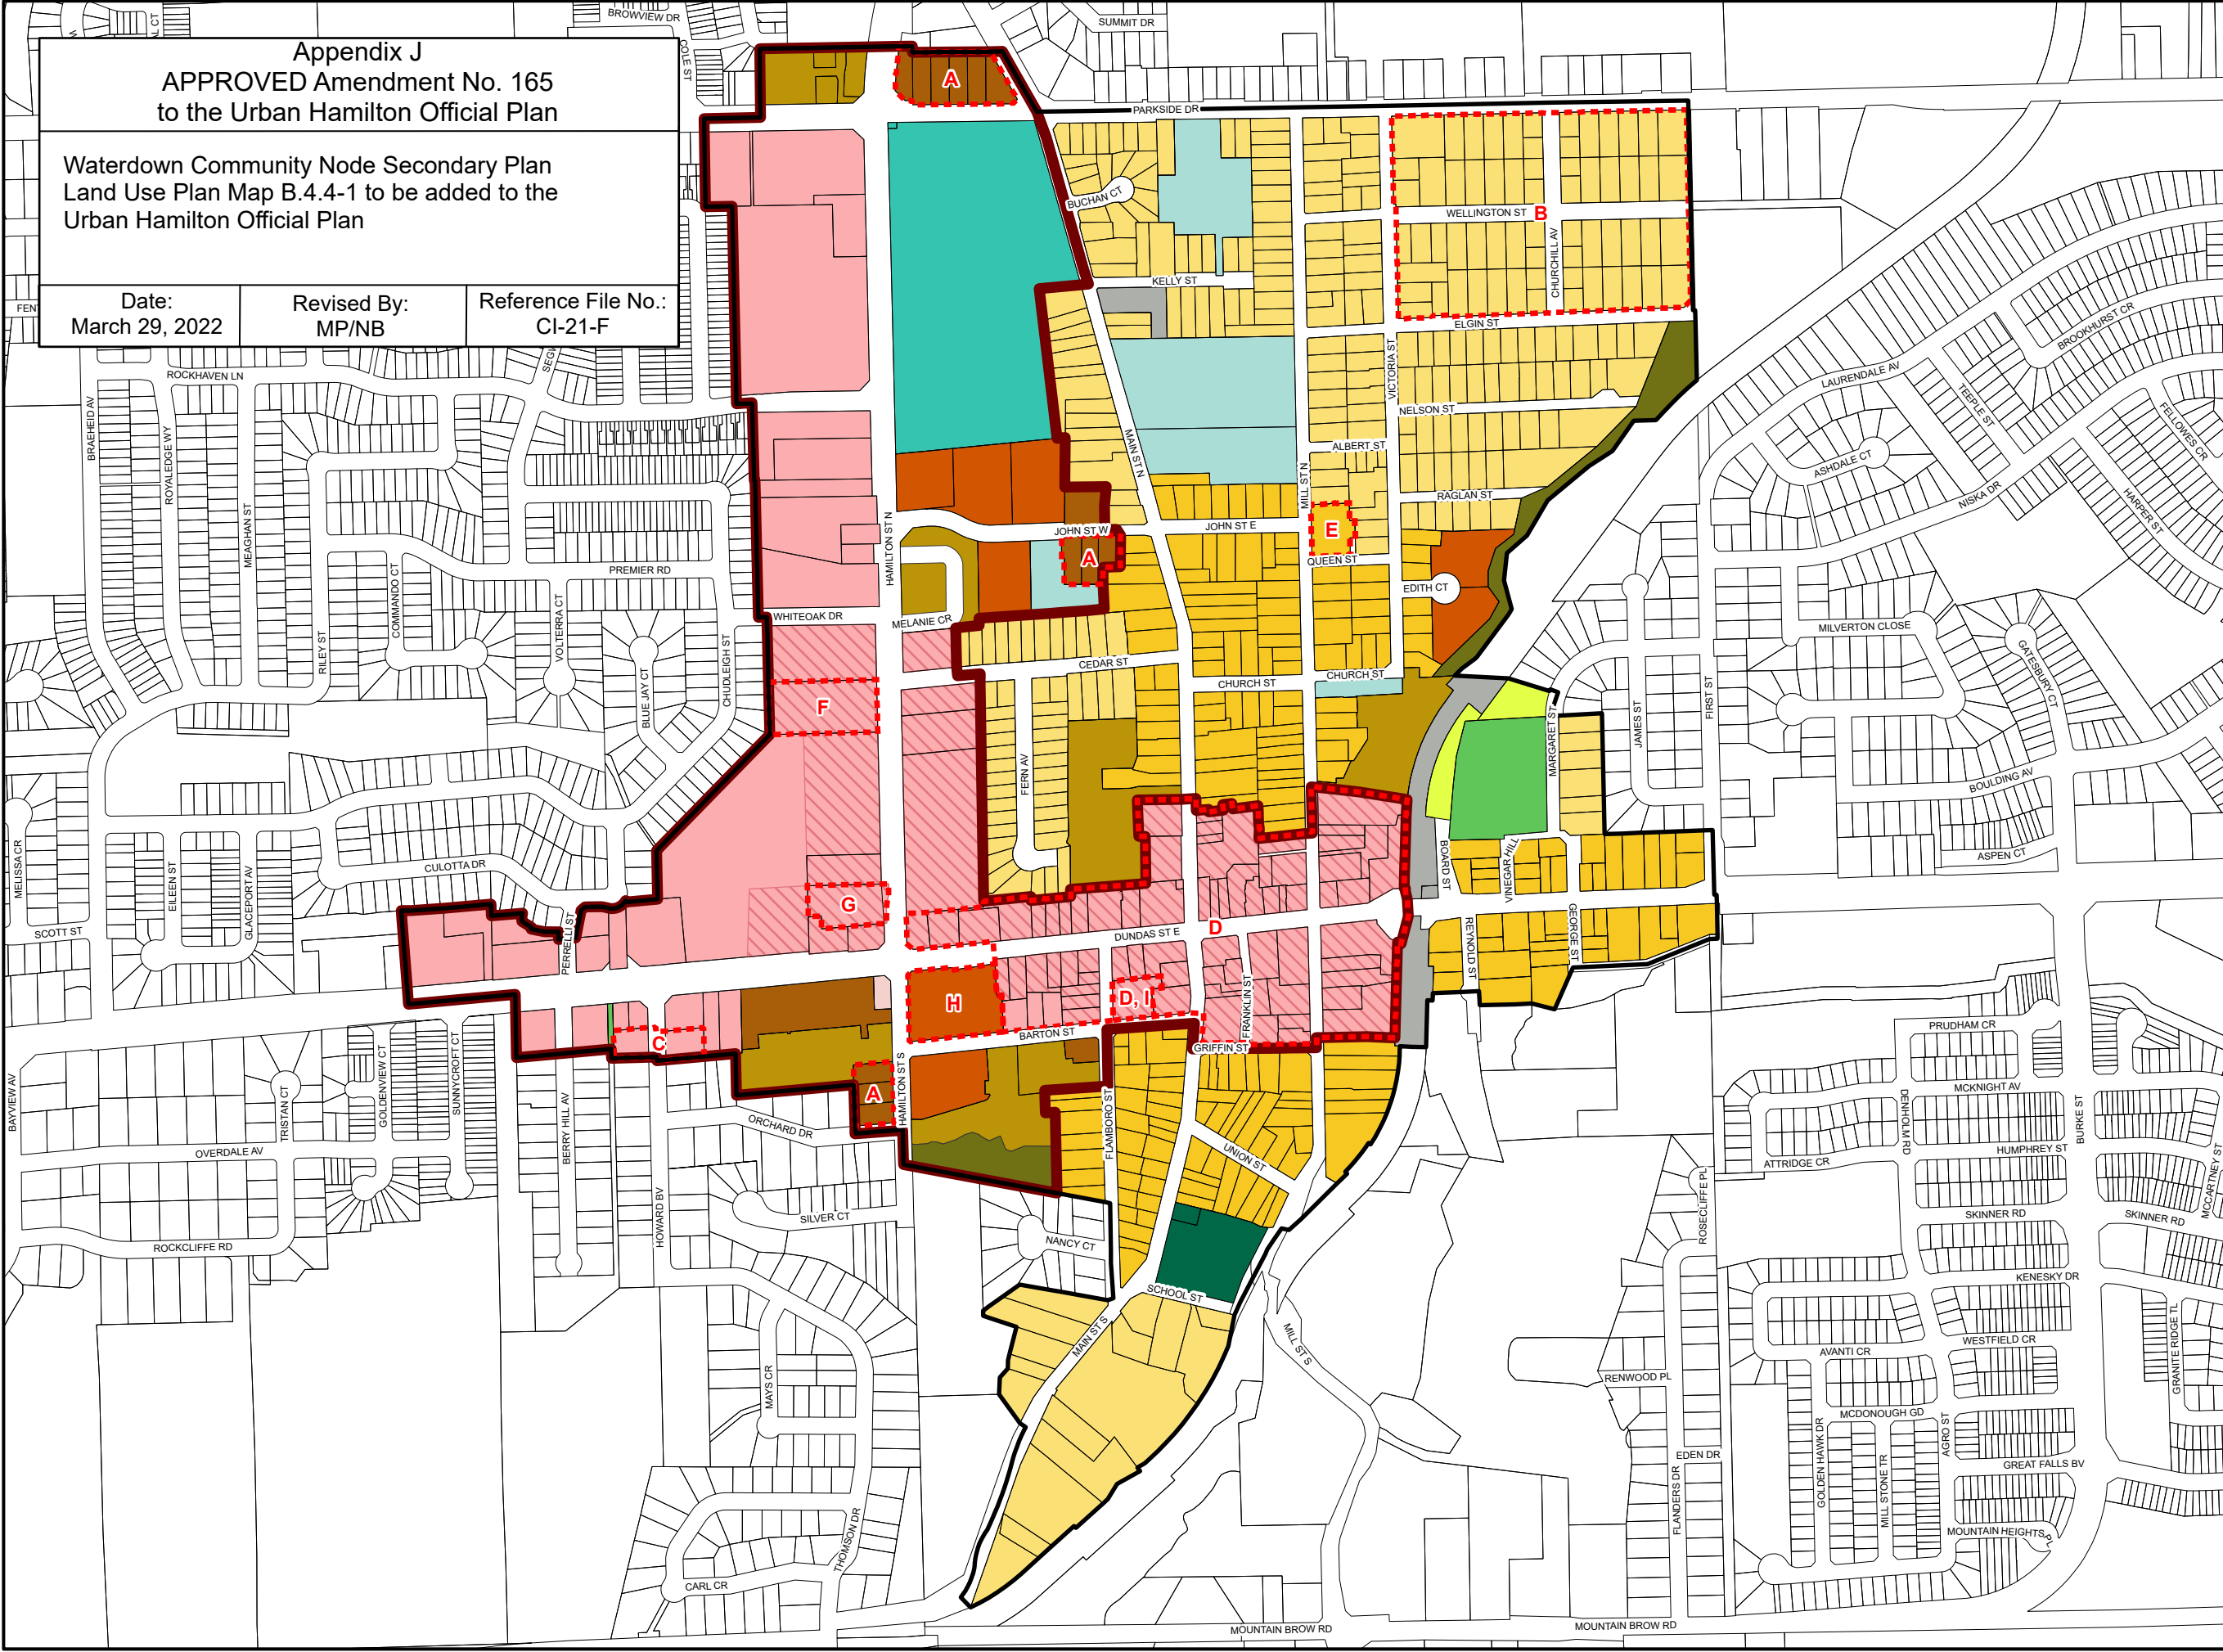 Appendix J
APPROVED Amendment No. 165
to the Urban Hamilton Official Plan
Waterdown Community Node Secondary Plan
Land Use Plan Map B.4.4-1 to be added to the
Urban Hamilton Official Plan
Date:
March 29, 2022
Revised By:
MP/NB
Reference File No.:
CI-21-F
BROWVIEW DR
COLE ST
SUMMIT DR
A
PARKSIDE DR
BUCHAN CT
WELLINGTON ST
B
CHURCHILL AV
KELLY ST
ELGIN ST
VICTORIA ST
ROCKHAVEN LN
BRAEHEID AV
ROYALEDGE WY
MEAGHAN ST
LAURENDALE AV
BROOKHURST CR
TEEPLE ST
FELLOWES CR
NELSON ST
MAIN ST N
ALBERT ST
ASHDALE CT
NISKA DR
HARPER ST
MILL ST N
RAGLAN ST
HAMILTON ST N
JOHN ST W
JOHN ST E
E
QUEEN ST
A
PREMIER RD
COMMANDO CT
VOLTERRA CT
EDITH CT
WHITEOAK DR
MELANIE CR
MILVERTON CLOSE
GATESBURY CT
RILEY ST
BLUE JAY CT
CHUDLEIGH ST
CEDAR ST
CHURCH ST
CHURCH ST
F
FIRST ST
JAMES ST
MARGARET ST
FERN AV
BOULDING AV
ASPEN CT
MELISSA CR
EILEEN ST
GLACEPORT AV
CULOTTA DR
BOARD ST
VINEGAR HILL
SCOTT ST
PERRELLI ST
G
DUNDAS ST E
D
REYNOLD ST
GEORGE ST
H
D, I
FRANKLIN ST
BARTON ST
GRIFFIN ST
C
A
HAMILTON ST S
PRUDHAM CR
MCKNIGHT AV
DENHOLM RD
BURKE ST
HUMPHREY ST
ATTRIDGE CR
MCCARTNEY ST
BAYVIEW AV
TRISTAN CT
GOLDENVIEW CT
SUNNYCROFT CT
BERRY HILL AV
ORCHARD DR
OVERDALE AV
FLAMBORO ST
UNION ST
ROSECLIFFE PL
SKINNER RD
SKINNER RD
HOWARD BV
SILVER CT
NANCY CT
ROCKCLIFFE RD
SCHOOL ST
KENESKY DR
MAIN ST S
MILL ST S
WESTFIELD CR
AVANTI CR
GRANITE RIDGE TL
MAYS CR
RENWOOD PL
MCDONOUGH GD
GOLDEN HAWK DR
MILL STONE TR
AGRO ST
EDEN DR
GREAT FALLS BV
FLANDERS DR
THOMSON DR
MOUNTAIN HEIGHTS PL
CARL CR
MOUNTAIN BROW RD
MOUNTAIN BROW RD